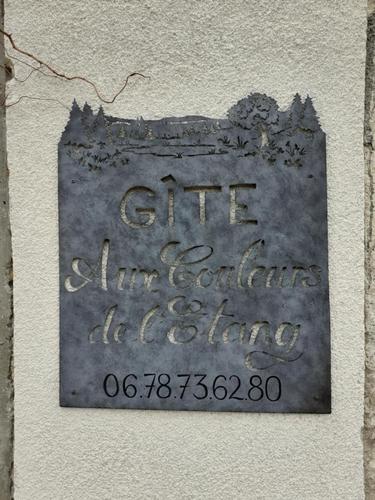 GÎTE
Aux Couleurs
de l'Etang
06.78.73.62.80